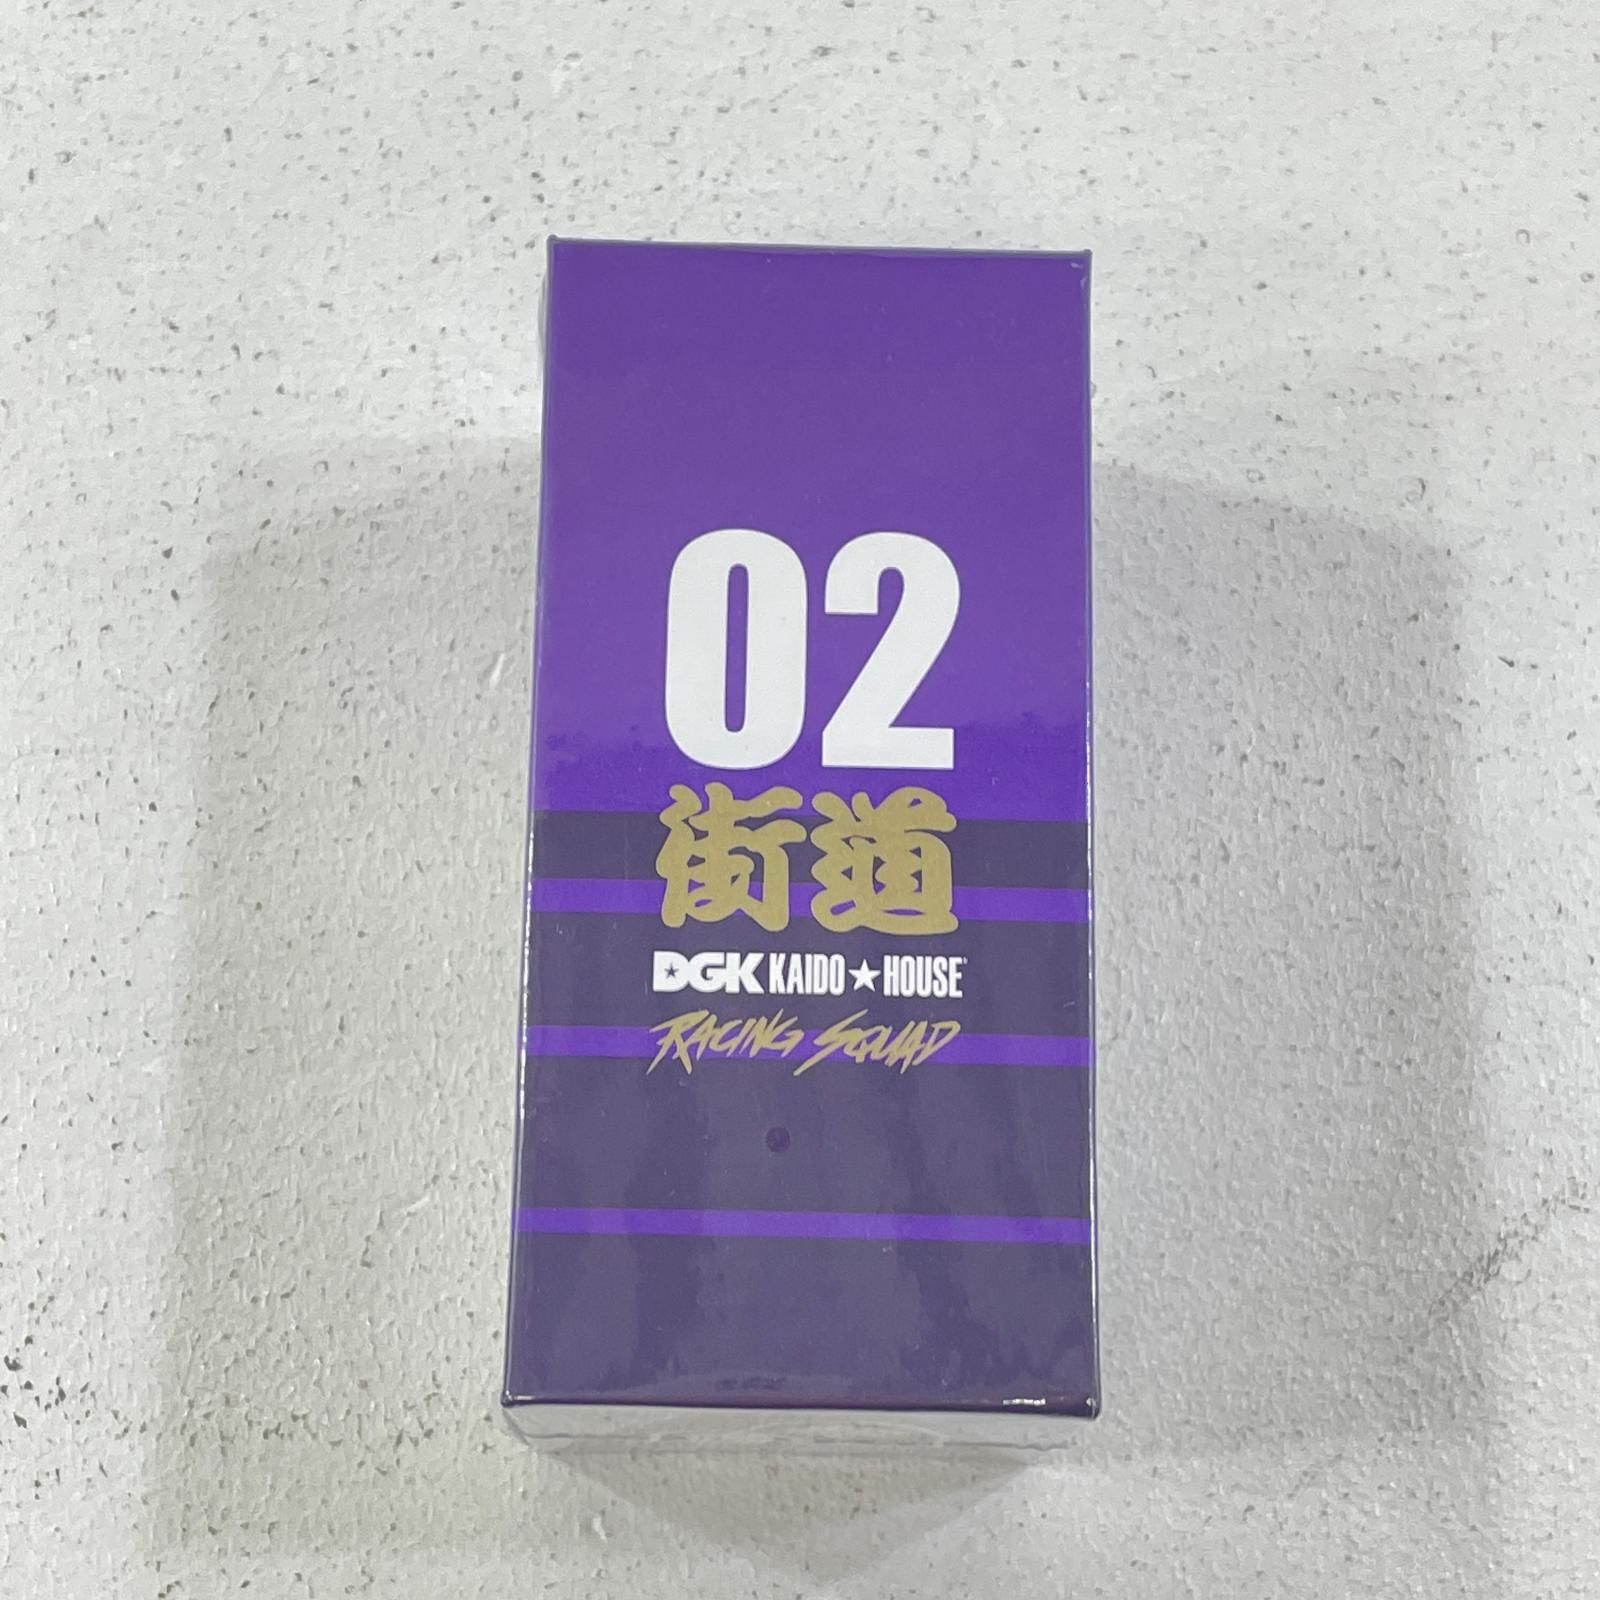 02
街道
DGK KAIDO★HOUSE
RACING SQUAD